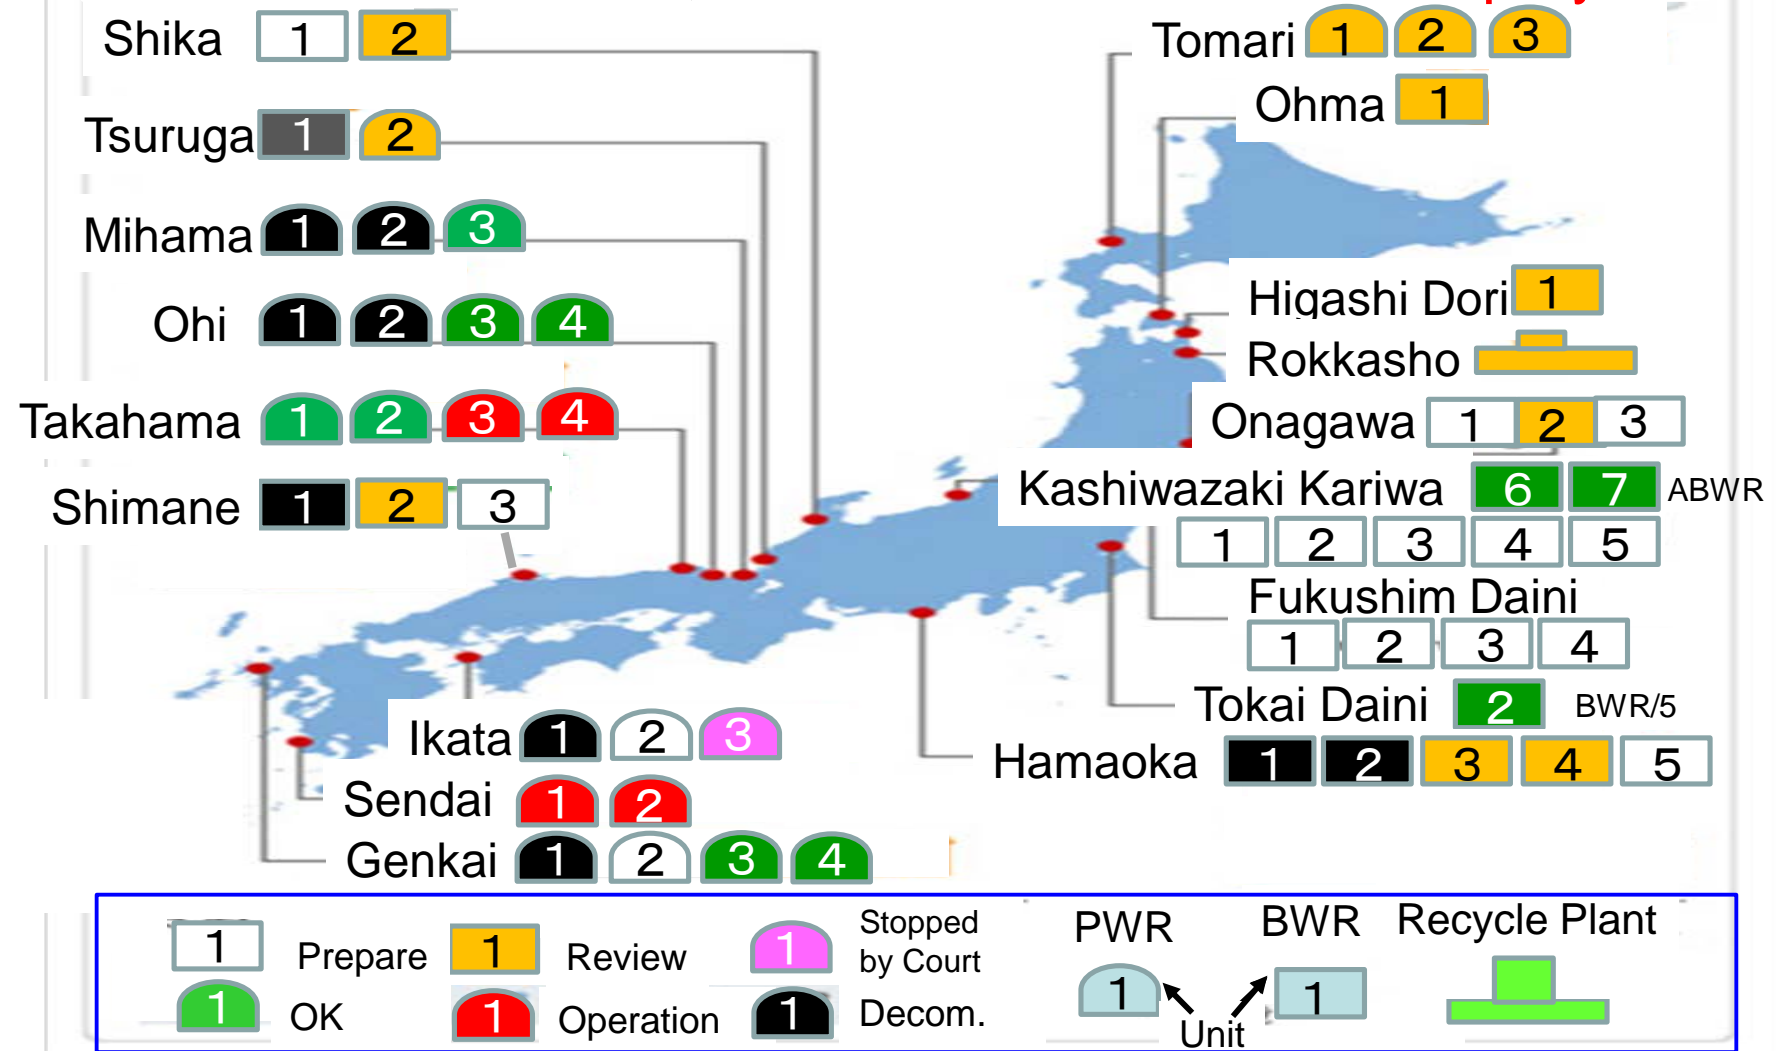 Shika 1 2
Tsuruga 1 2
Mihama 1 2 3
Ohi 1 2 3 4
Takahama 1 2 3 4
Shimane 1 2 3
Tomari 1 2 3
Ohma 1
Higashi Dori 1
Rokkasho
Onagawa 1 2 3
Kashiwazaki Kariwa 6 7 ABWR
1 2 3 4 5
Fukushim Daini
1 2 3 4
Tokai Daini 2 BWR/5
Hamaoka 1 2 3 4 5
Ikata 1 2 3
Sendai 1 2
Genkai 1 2 3 4
1 Prepare
1 Review
1 Stopped
by Court
1 OK
1 Operation
1 Decom.
PWR
1
BWR
1
Unit
Recycle Plant